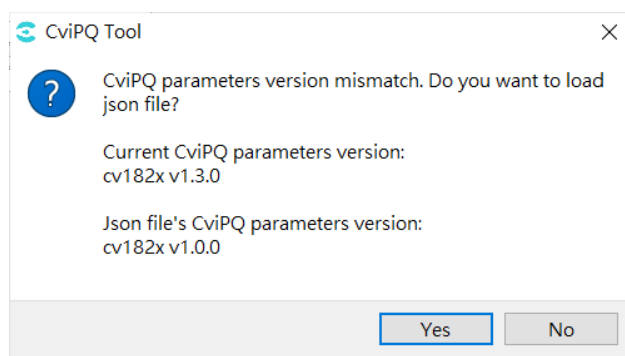 CviPQ Tool
CviPQ parameters version mismatch. Do you want to load
json file?
Current CviPQ parameters version:
cv182x v1.3.0
Json file's CviPQ parameters version:
cv182x v1.0.0
Yes No